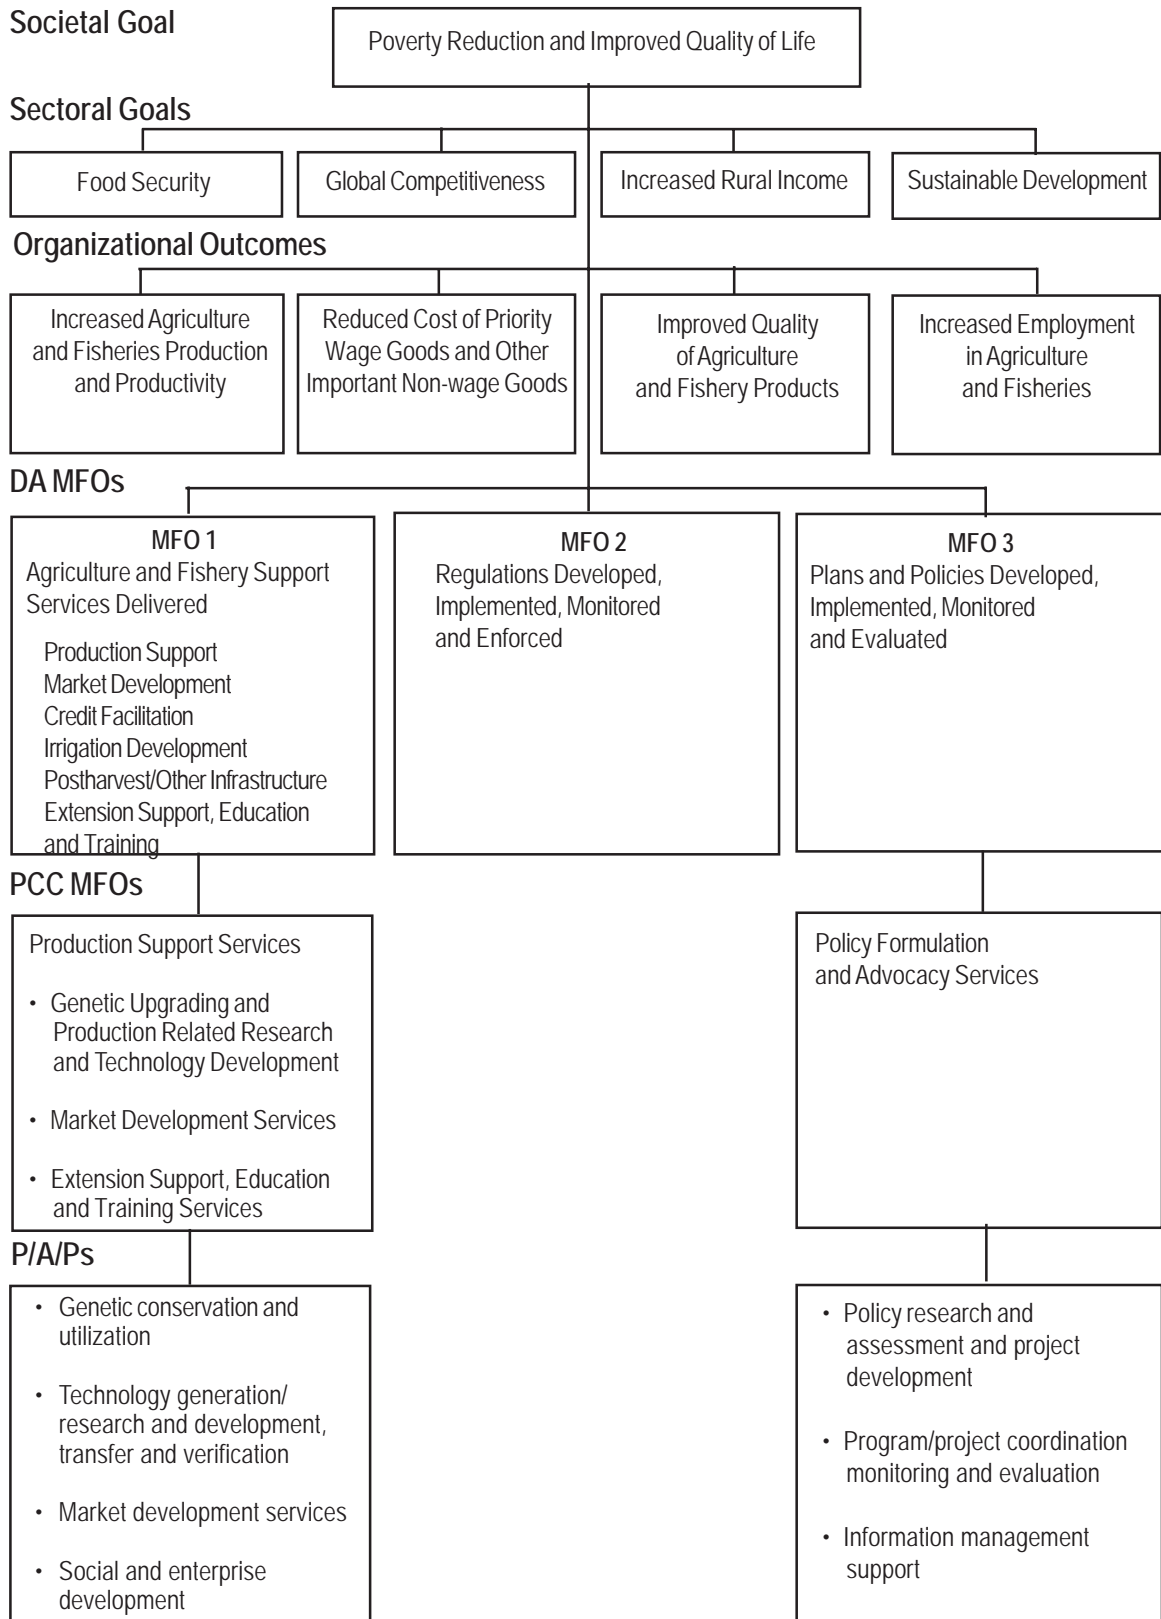 Societal Goal
Poverty Reduction and Improved Quality of Life
Sectoral Goals
Food Security
Global Competitiveness
Increased Rural Income
Sustainable Development
Organizational Outcomes
Increased Agriculture
and Fisheries Production
and Productivity
Reduced Cost of Priority
Wage Goods and Other
Important Non-wage Goods
Improved Quality
of Agriculture
and Fishery Products
Increased Employment
in Agriculture
and Fisheries
DA MFOs
MFO 1
Agriculture and Fishery Support
Services Delivered
Production Support
Market Development
Credit Facilitation
Irrigation Development
Postharvest/Other Infrastructure
Extension Support, Education
and Training
MFO 2
Regulations Developed,
Implemented, Monitored
and Enforced
MFO 3
Plans and Policies Developed,
Implemented, Monitored
and Evaluated
PCC MFOs
Production Support Services
• Genetic Upgrading and
Production Related Research
and Technology Development
• Market Development Services
• Extension Support, Education
and Training Services
Policy Formulation
and Advocacy Services
P/A/Ps
• Genetic conservation and
utilization
• Technology generation/
research and development,
transfer and verification
• Market development services
• Social and enterprise
development
• Policy research and
assessment and project
development
• Program/project coordination
monitoring and evaluation
• Information management
support